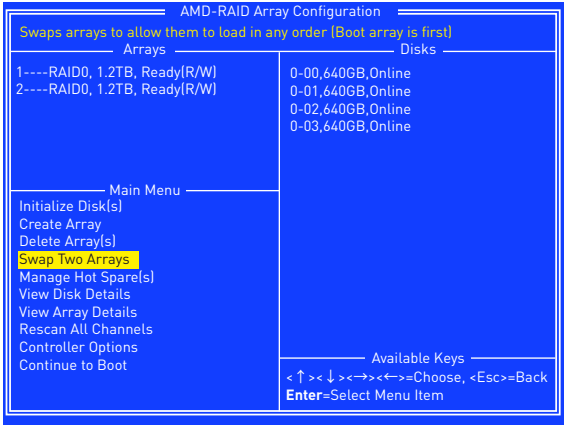 AMD-RAID Array Configuration
Swaps arrays to allow them to load in any order (Boot array is first)
Arrays
1----RAID0, 1.2TB, Ready(R/W)
2----RAID0, 1.2TB, Ready(R/W)
Disks
0-00,640GB,Online
0-01,640GB,Online
0-02,640GB,Online
0-03,640GB,Online
Main Menu
Initialize Disk(s)
Create Array
Delete Array(s)
Swap Two Arrays
Manage Hot Spare(s)
View Disk Details
View Array Details
Rescan All Channels
Controller Options
Continue to Boot
Available Keys
<↑><↓><→><←>=Choose, <Esc>=Back
Enter=Select Menu Item